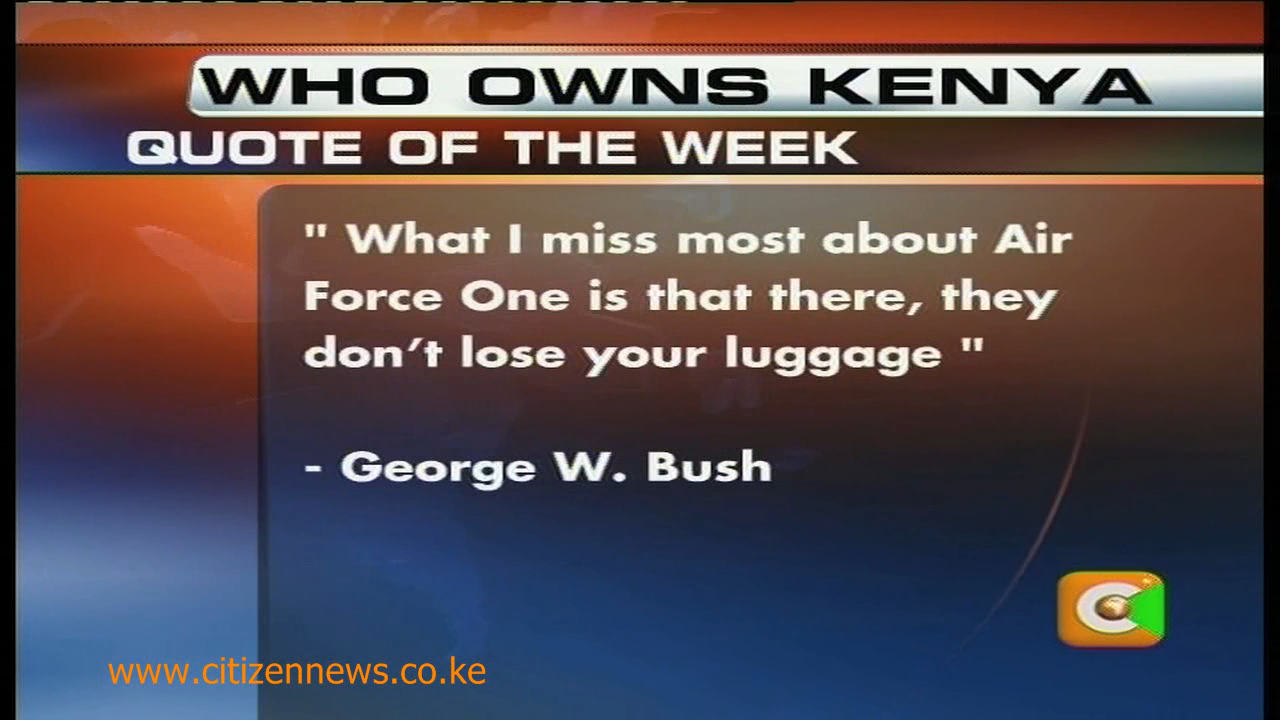 WHO OWNS KENYA
QUOTE OF THE WEEK
" What I miss most about Air
Force One is that there, they
don’t lose your luggage "
- George W. Bush
www.citizennews.co.ke